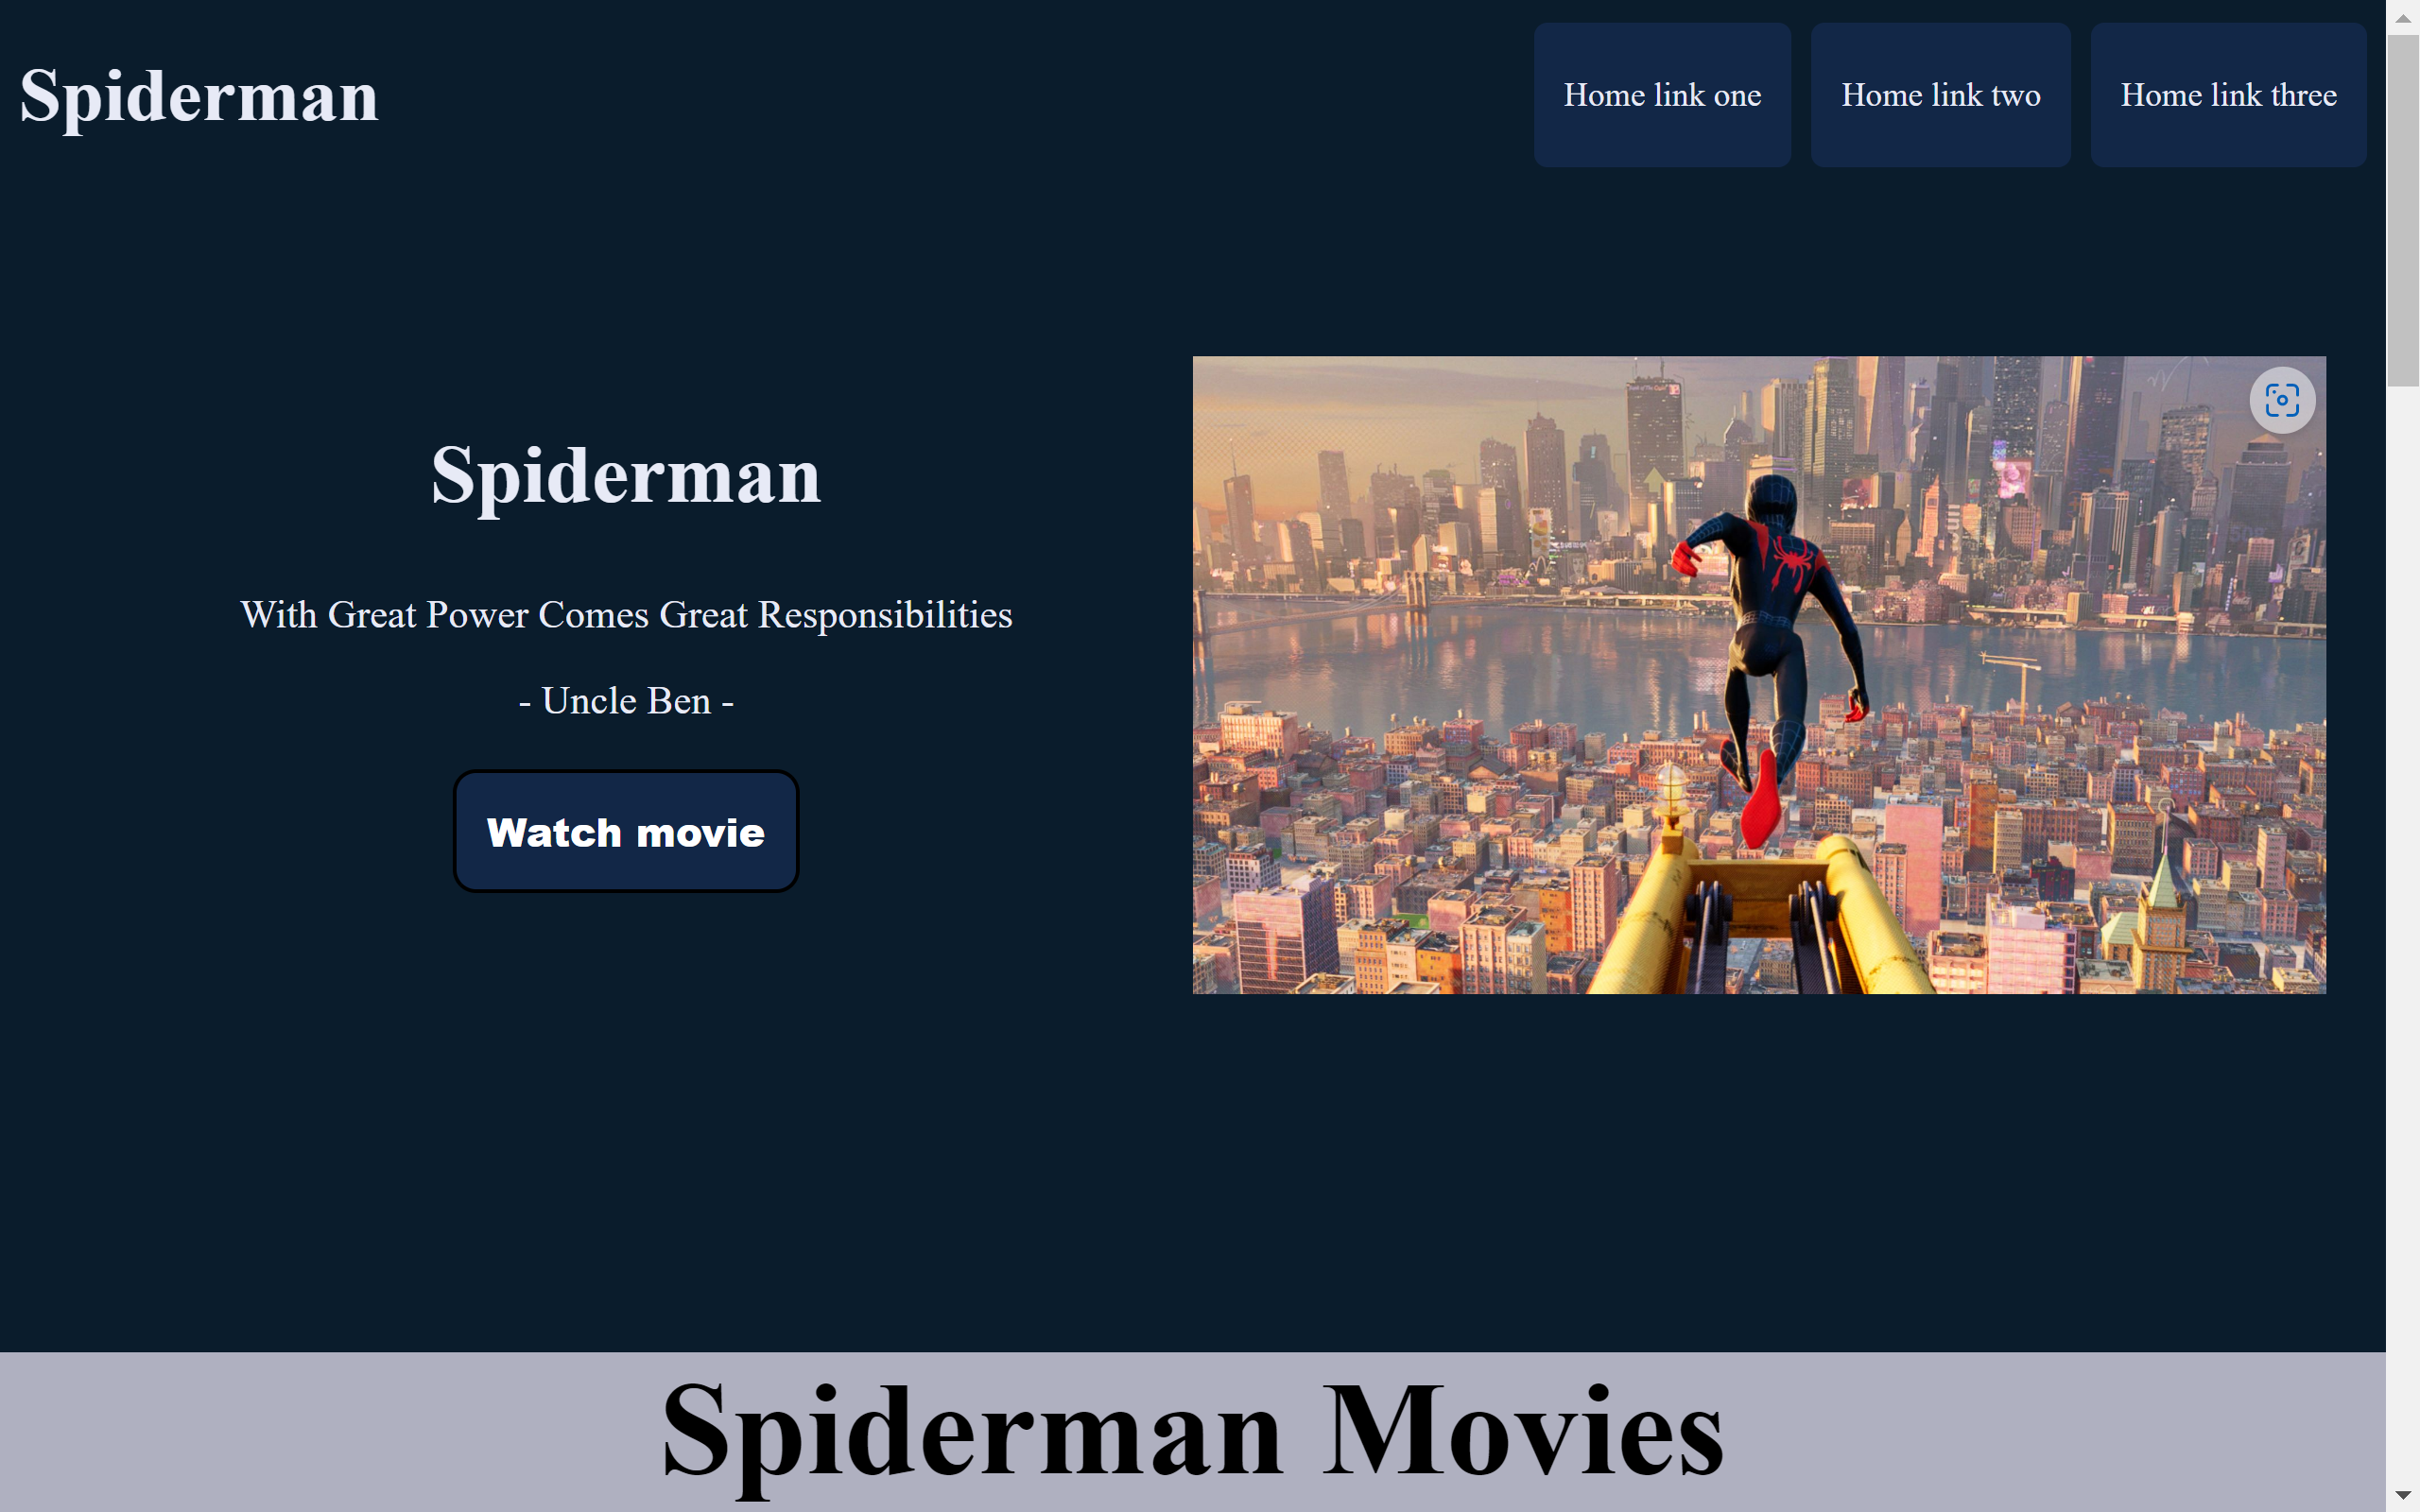 Spiderman
Home link one
Home link two
Home link three
Spiderman
With Great Power Comes Great Responsibilities
- Uncle Ben -
Watch movie
Spiderman Movies